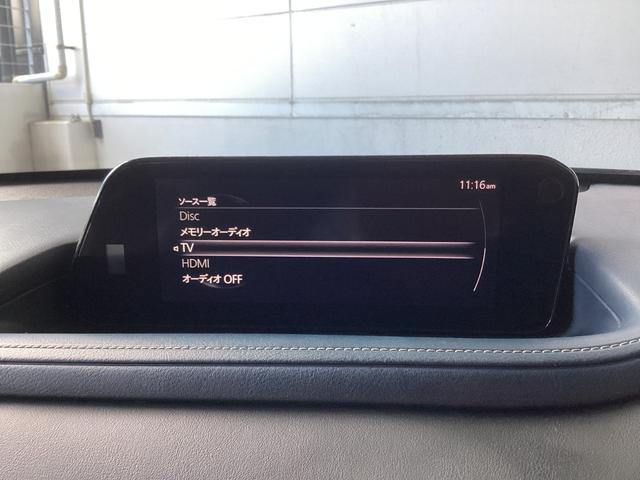 11:16am
ソース一覧
Disc
メモリーオーディオ
TV
HDMI
オーディオ OFF